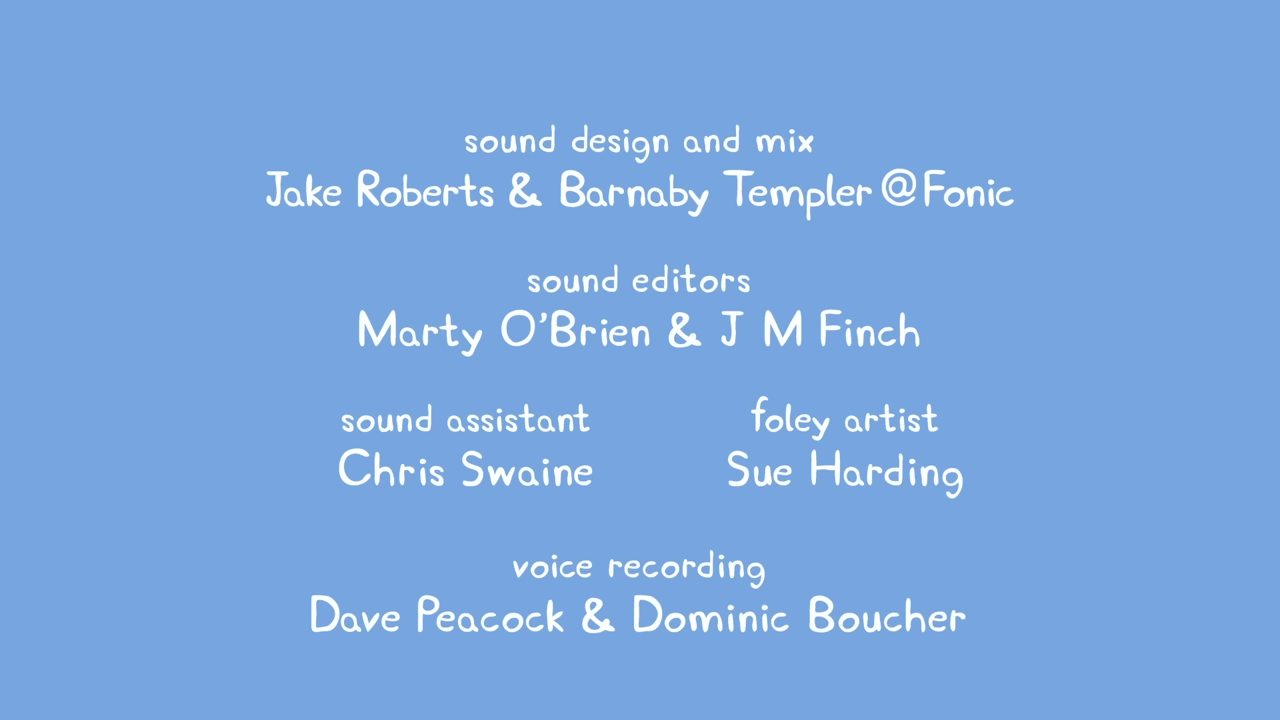 sound design and mix
Jake Roberts & Barnaby Templer @Fonic
sound editors
Marty O'Brien & J M Finch
sound assistant
Chris Swaine
foley artist
Sue Harding
voice recording
Dave Peacock & Dominic Boucher